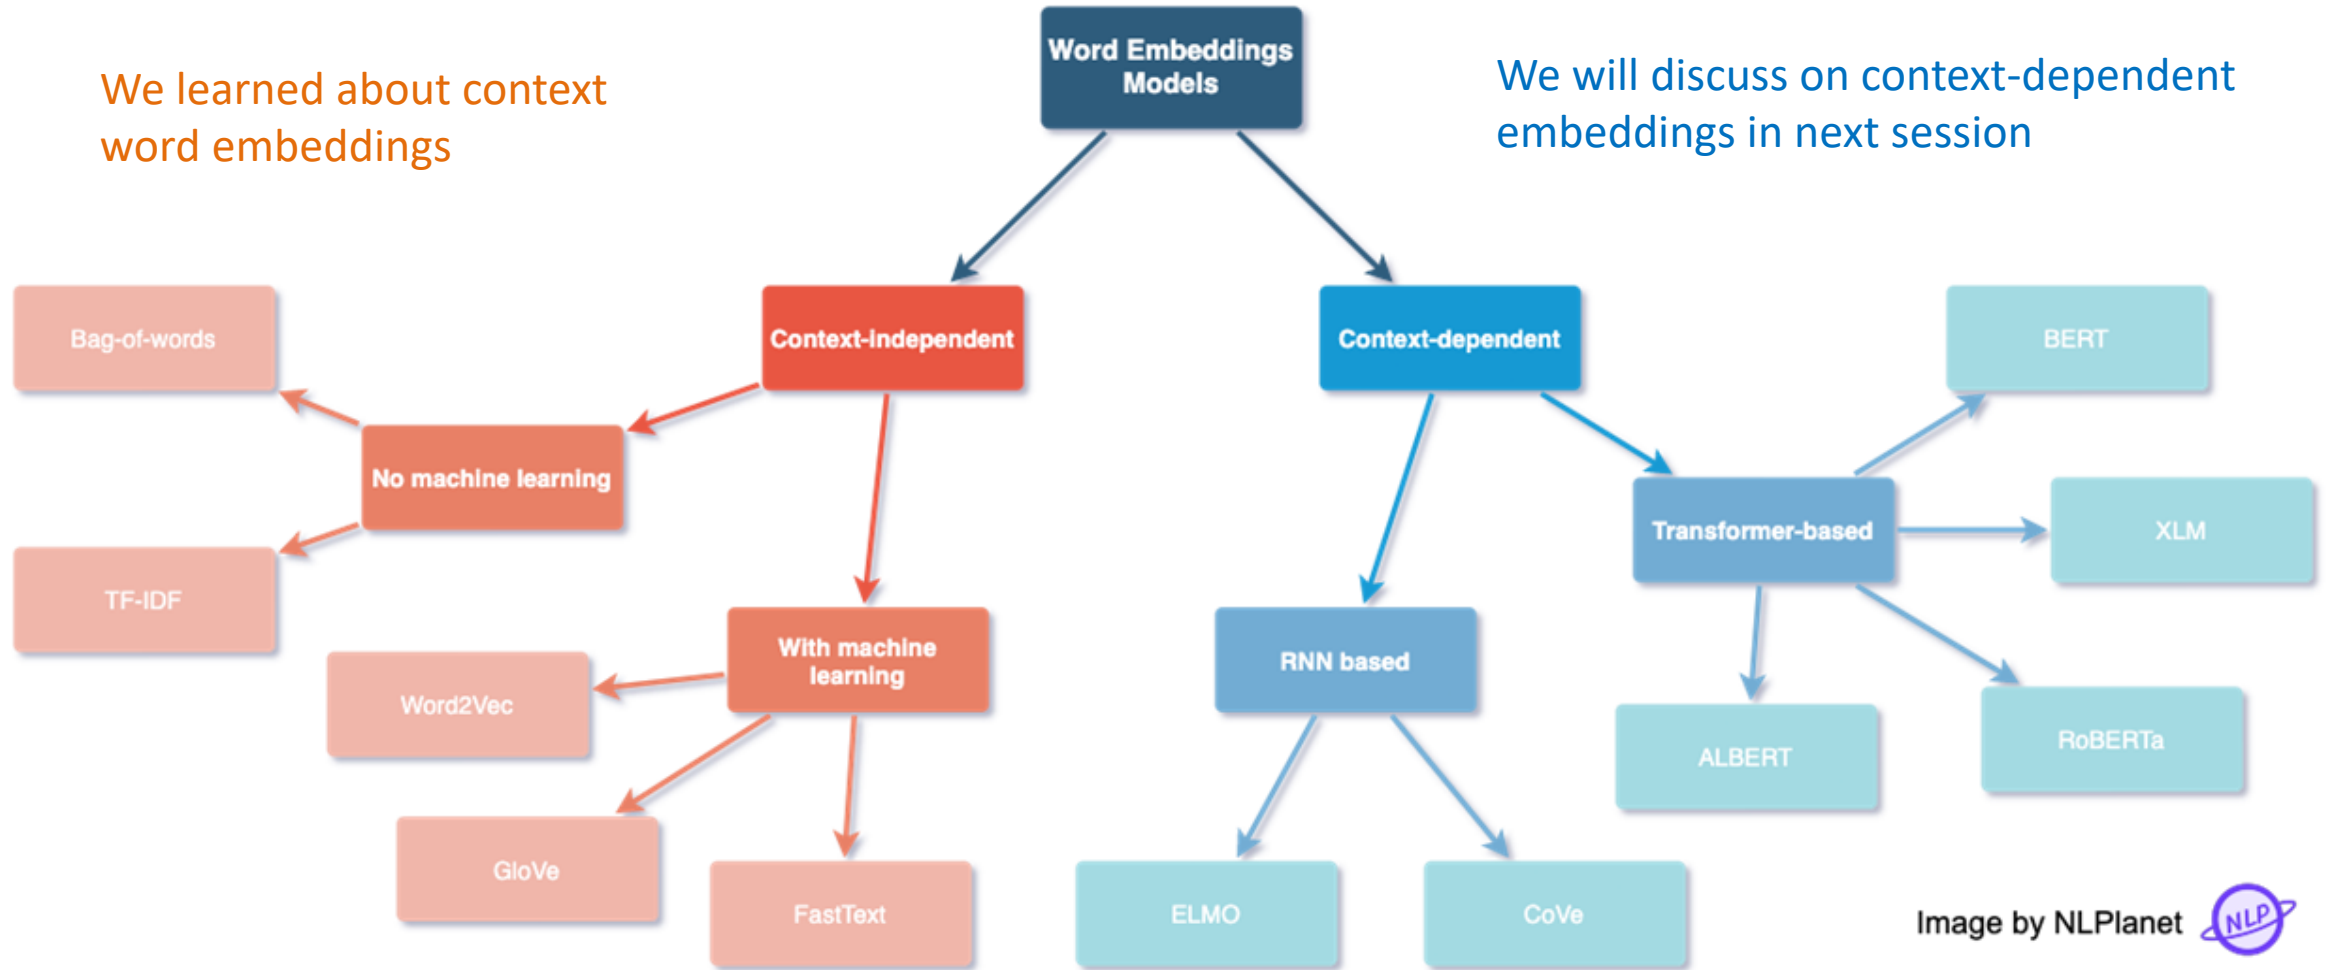 Word Embeddings
Models
We learned about context
word embeddings
We will discuss on context-dependent
embeddings in next session
Bag-of-words
Context-independent
Context-dependent
BERT
No machine learning
Transformer-based
XLM
TF-IDF
With machine
learning
RNN based
Word2Vec
ALBERT
RoBERTa
GloVe
FastText
ELMO
CoVe
Image by NLPlanet
NLP